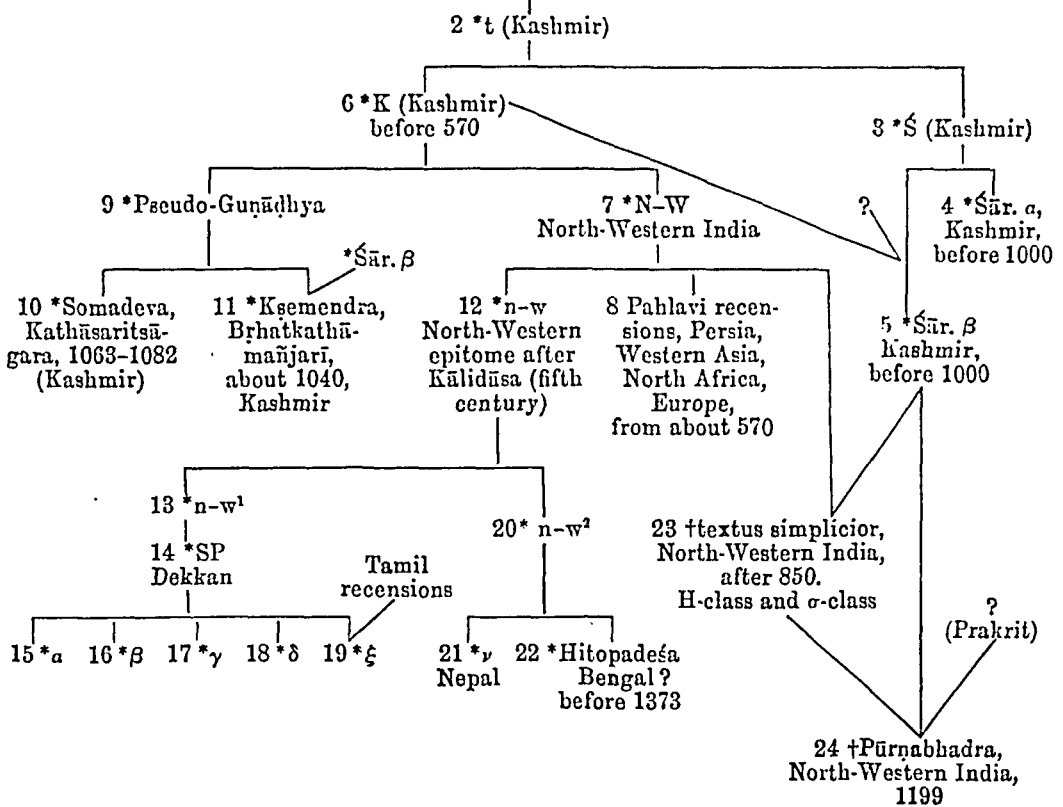 2 *t (Kashmir)
6 *K (Kashmir)
before 570
3 *Ś (Kashmir)
9 *Pseudo-Guṇāḍhya
7 *N–W
North-Western India
?
4 *Śār. α,
Kashmir,
before 1000
*Śār. β
10 *Somadeva,
Kathāsaritsā-
gara, 1063–1082
(Kashmir)
11 *Kṣemendra,
Bṛhatkathā-
mañjarī,
about 1040,
Kashmir
12 *n–w
North-Western
epitome after
Kālidāsa (fifth
century)
8 Pahlavi recen-
sions, Persia,
Western Asia,
North Africa,
Europe,
from about 570
5 *Śār. β
Kashmir,
before 1000
13 *n–w¹
14 *SP
Dekkan
20* n–w²
Tamil
recensions
23 †textus simplicior,
North-Western India,
after 850.
H-class and σ-class
?
(Prakrit)
15 *α 16 *β 17 *γ 18 *δ 19 *ξ
21 *ν
Nepal
22 *Hitopadeśa
Bengal?
before 1373
24 †Pūrṇabhadra,
North-Western India,
1199